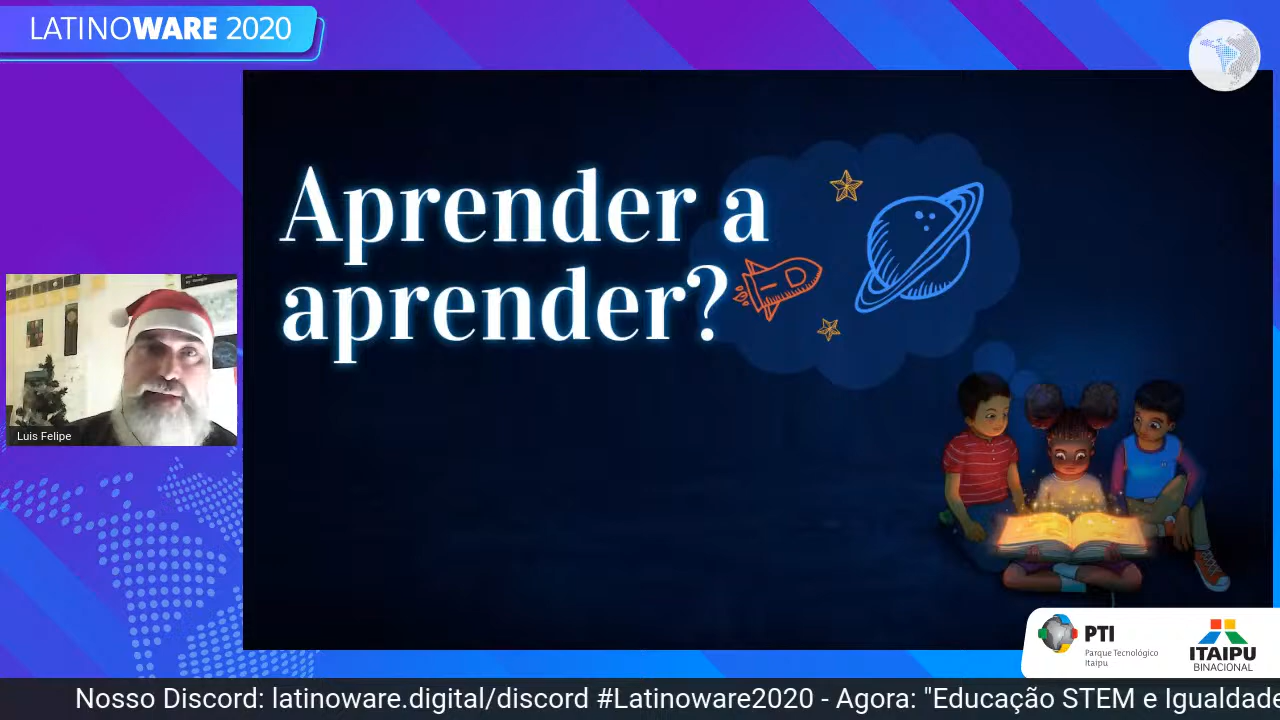 LATINOWARE 2020
Aprender a
aprender?
Luis Felipe
PTI
Parque Tecnológico
Itaipu
ITAIPU
BINACIONAL
Nosso Discord: latinoware.digital/discord #Latinoware2020 - Agora: "Educação STEM e Igualdade